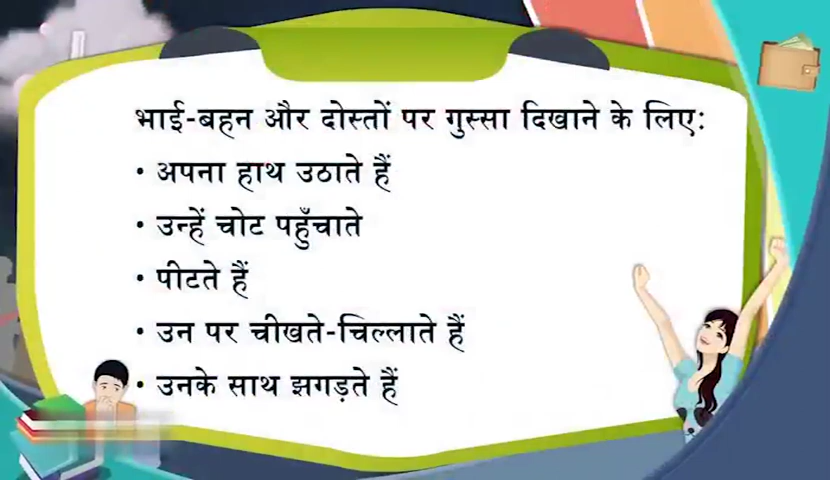 भाई-बहन और दोस्तों पर गुस्सा दिखाने के लिए:
• अपना हाथ उठाते हैं
• उन्हें चोट पहुँचाते
• पीटते हैं
• उन पर चीखते-चिल्लाते हैं
• उनके साथ झगड़ते हैं